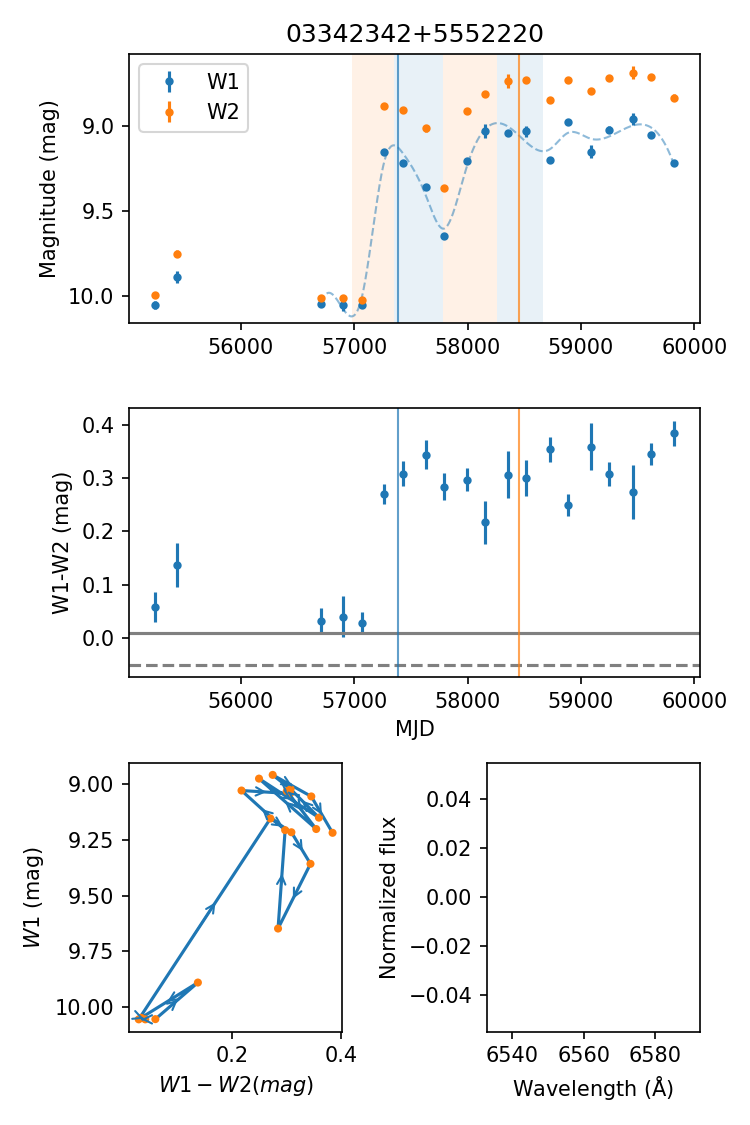 03342342+5552220
W1
W2
Magnitude (mag)
9.0
9.5
10.0
56000 57000 58000 59000 60000
W1-W2 (mag)
0.4
0.3
0.2
0.1
0.0
56000 57000 58000 59000 60000
MJD
W1 (mag)
9.00
9.25
9.50
9.75
10.00
0.2 0.4
W1 − W2(mag)
Normalized flux
0.04
0.02
0.00
−0.02
−0.04
6540 6560 6580
Wavelength (Å)